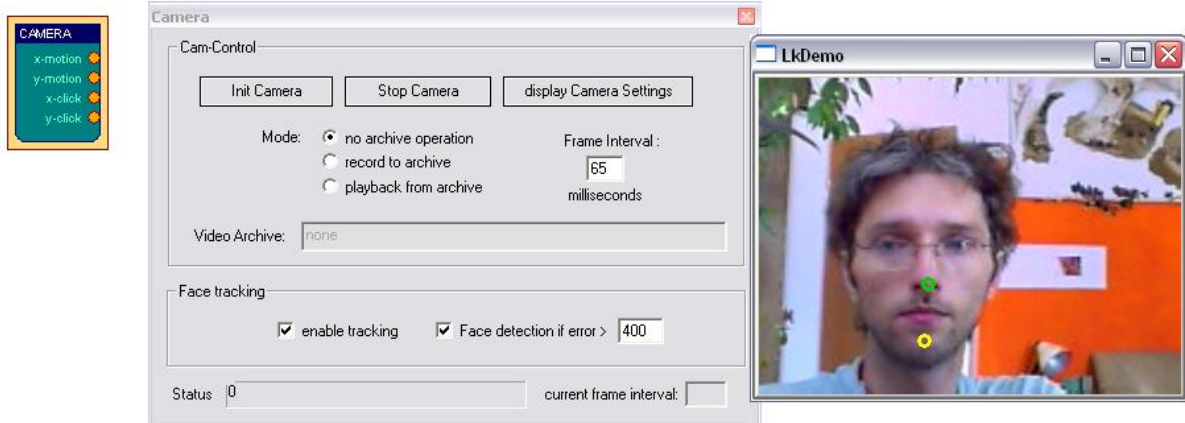 CAMERA
x-motion
y-motion
x-click
y-click
Camera
Cam-Control
Init Camera
Stop Camera
display Camera Settings
Mode:
no archive operation
record to archive
playback from archive
Frame Interval :
65
milliseconds
Video Archive:
none
Face tracking
enable tracking
Face detection if error >
400
Status
0
current frame interval:
LkDemo